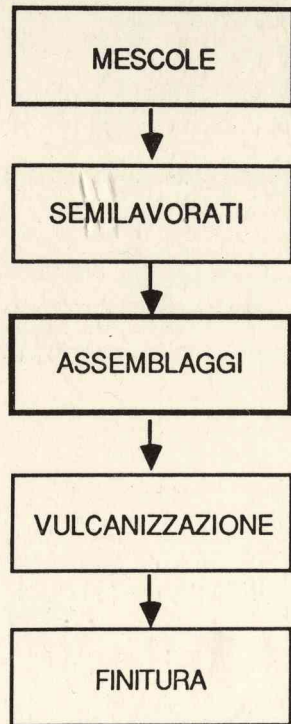 MESCOLE
SEMILAVORATI
ASSEMBLAGGI
VULCANIZZAZIONE
FINITURA